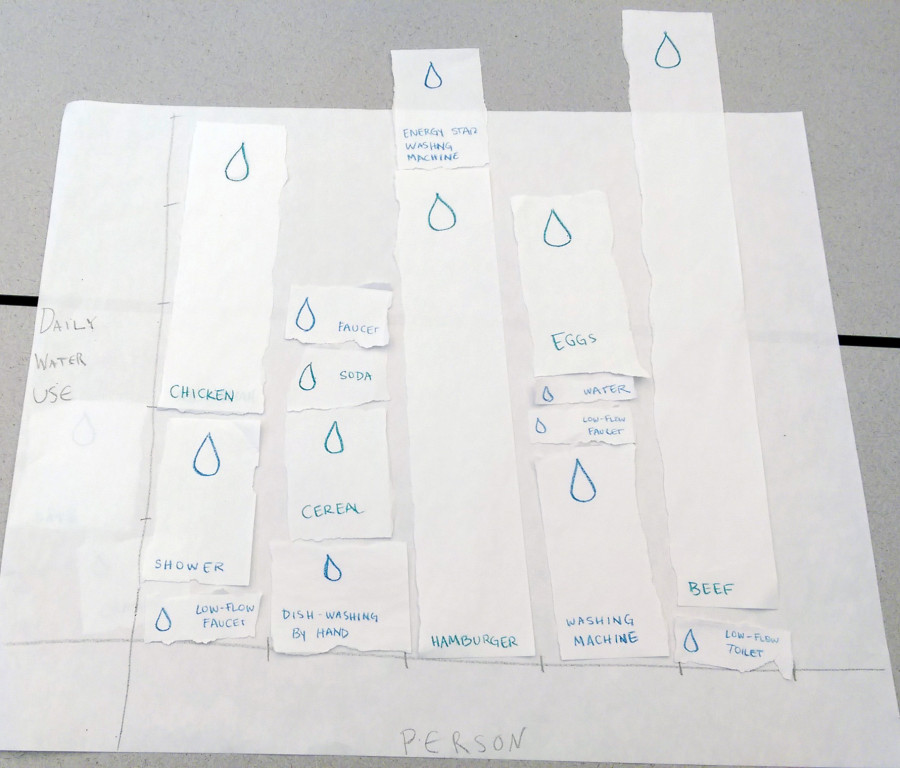 DAILY
WATER
USE
CHICKEN
SHOWER
LOW-FLOW
FAUCET
FAUCET
SODA
CEREAL
DISH-WASHING
BY HAND
ENERGY STAR
WASHNG
MACHINE
HAMBURGER
EGGS
WATER
LOW-FLOW
FAUCET
WASHING
MACHINE
BEEF
LOW-FLOW
TOILET
PERSON